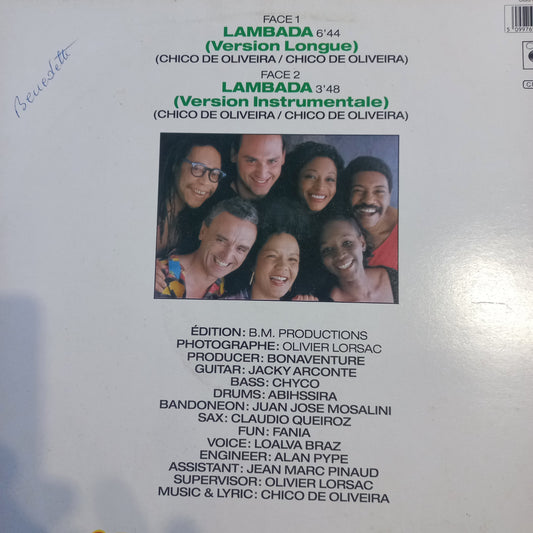 FACE 1
LAMBADA 6'44
(Version Longue)
(CHICO DE OLIVEIRA / CHICO DE OLIVEIRA)
FACE 2
LAMBADA 3'48
(Version Instrumentale)
(CHICO DE OLIVEIRA / CHICO DE OLIVEIRA)
Benedetti
ÉDITION: B.M. PRODUCTIONS
PHOTOGRAPHE: OLIVIER LORSAC
PRODUCER: BONAVENTURE
GUITAR: JACKY ARCONTE
BASS: CHYCO
DRUMS: ABIHSSIRA
BANDONEON: JUAN JOSE MOSALINI
SAX: CLAUDIO QUEIROZ
FUN: FANIA
VOICE: LOALVA BRAZ
ENGINEER: ALAN PYPE
ASSISTANT: JEAN MARC PINAUD
SUPERVISOR: OLIVIER LORSAC
MUSIC & LYRIC: CHICO DE OLIVEIRA